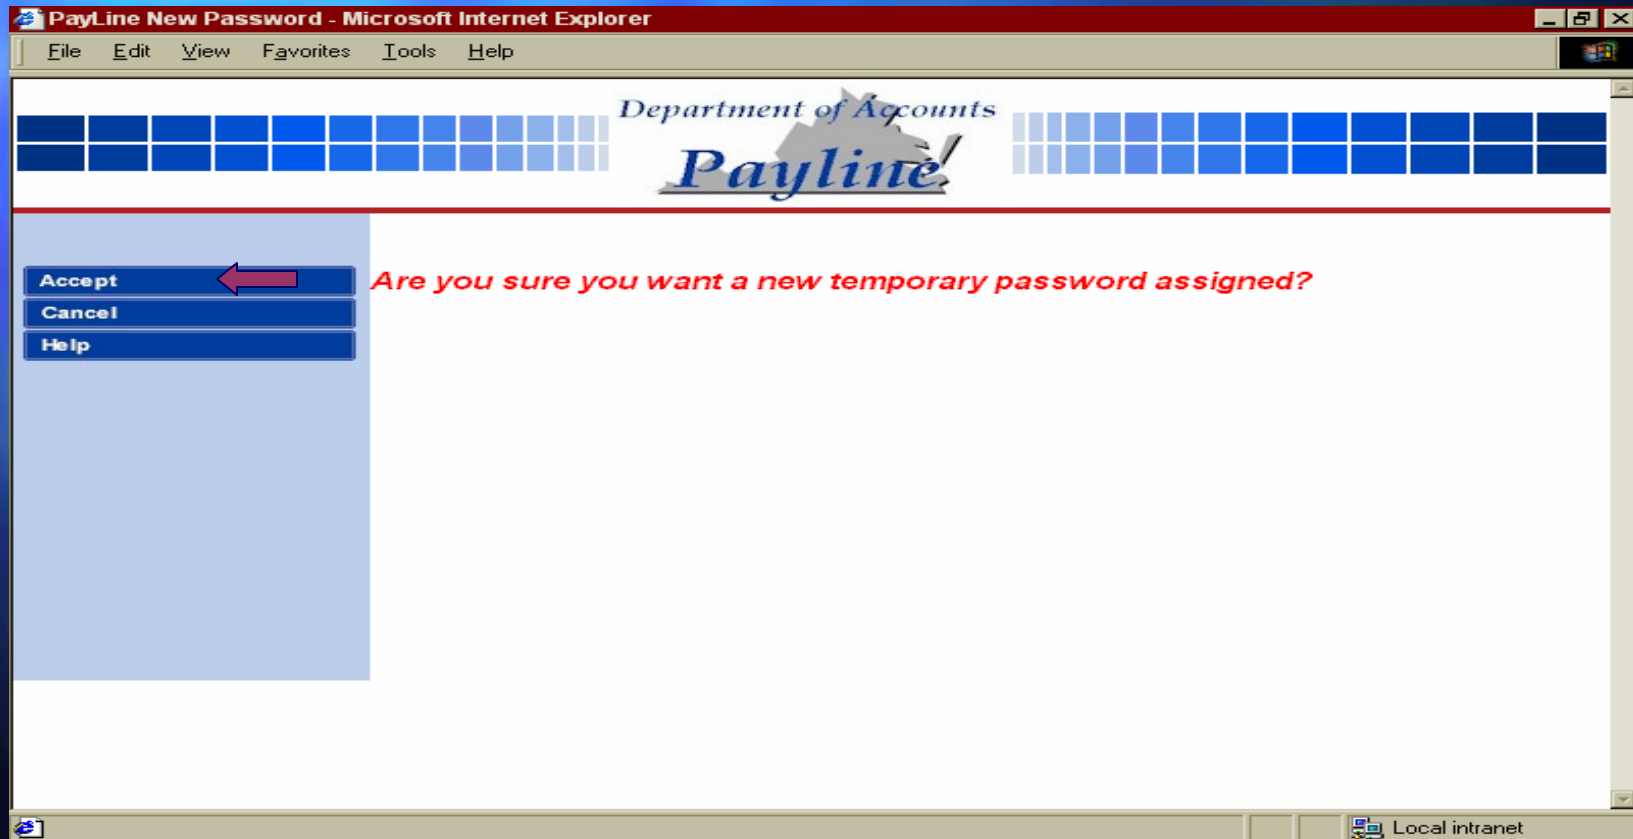 PayLine New Password - Microsoft Internet Explorer
File Edit View Favorites Tools Help
Department of Accounts
Payline
Accept
Cancel
Help
Are you sure you want a new temporary password assigned?
Local intranet